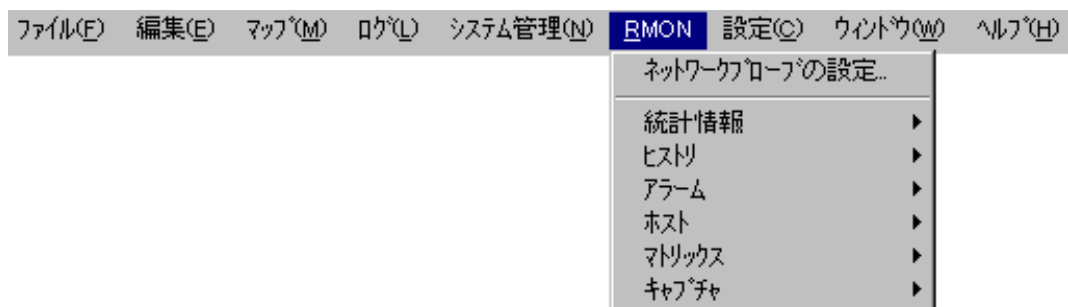 ファイル(F) 編集(E) マップ(M) ログ(L) システム管理(N) RMON 設定(C) ウィンドウ(W) ヘルプ(H)
ネットワークプローブの設定...
統計情報
ヒストリ
アラーム
ホスト
マトリックス
キャプチャ